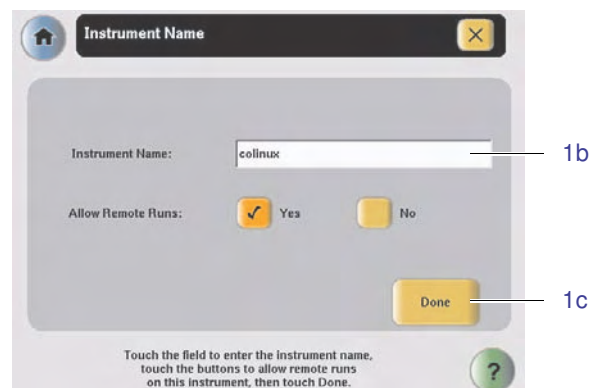 Instrument Name
Instrument Name: colinux 1b
Allow Remote Runs: ✓ Yes No
Done 1c
Touch the field to enter the instrument name,
touch the buttons to allow remote runs
on this instrument, then touch Done.
?